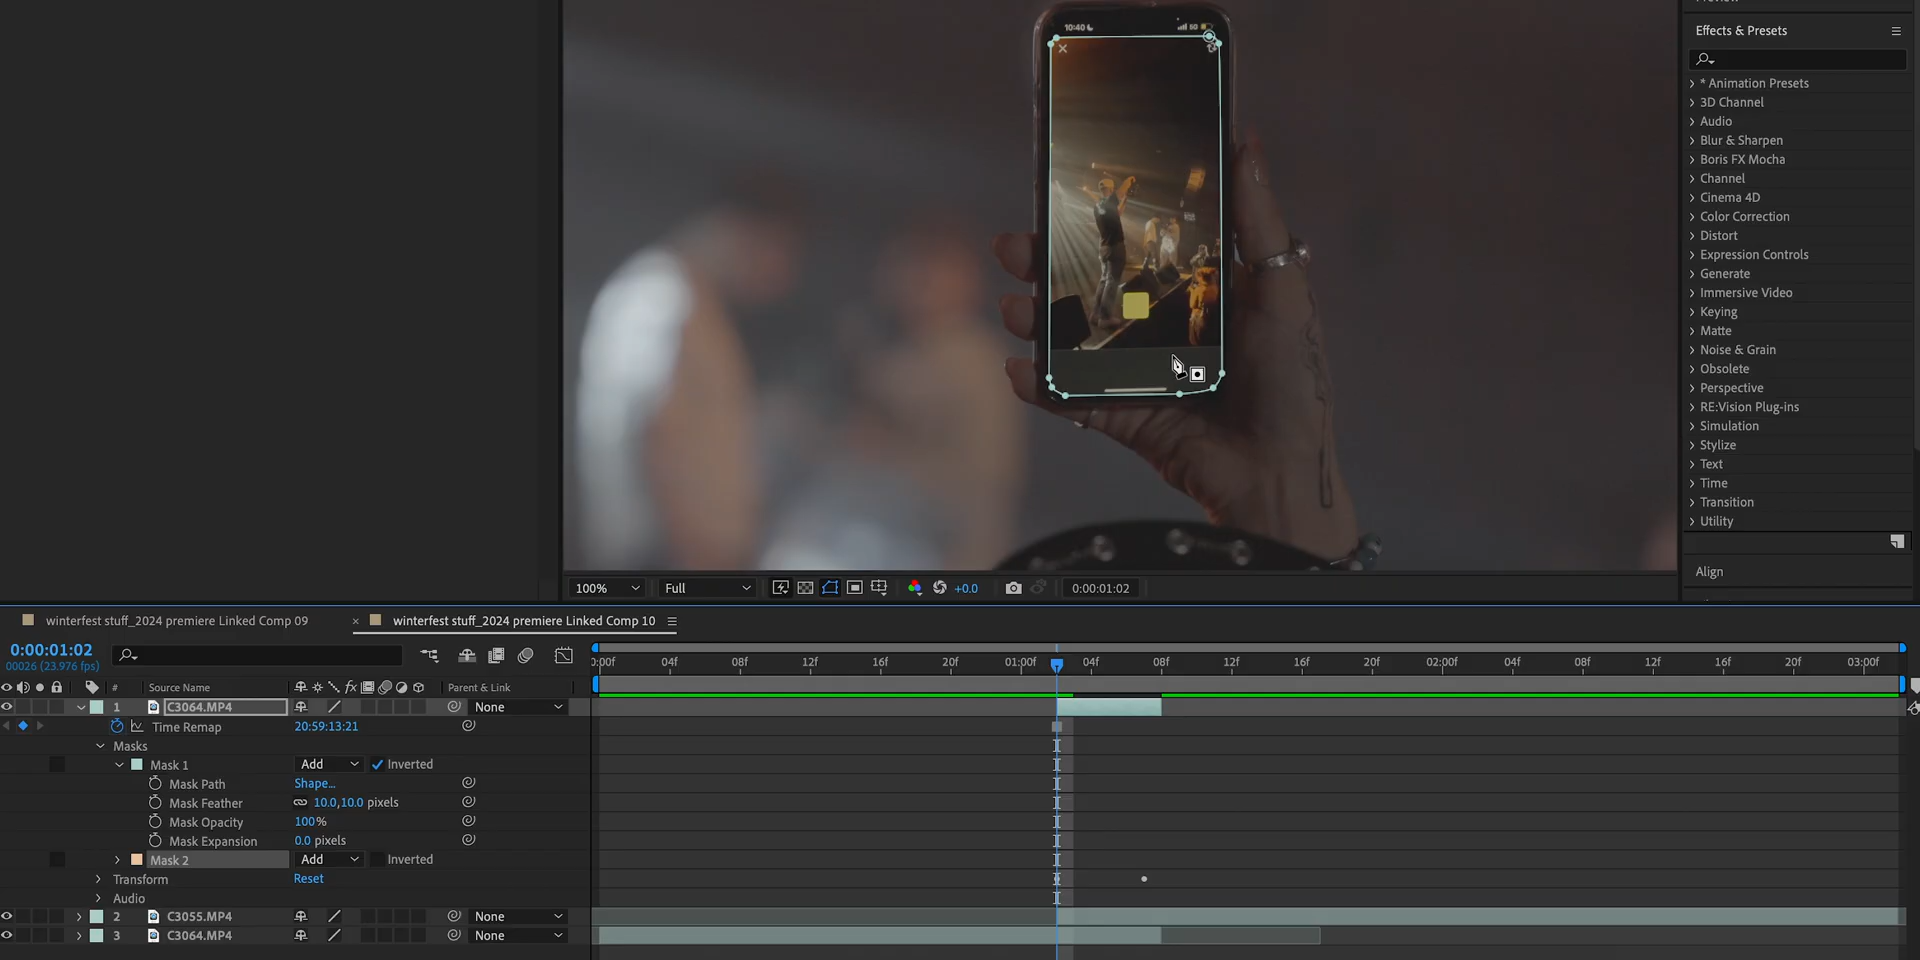 Effects & Presets
* Animation Presets
3D Channel
Audio
Blur & Sharpen
Boris FX Mocha
Channel
Cinema 4D
Color Correction
Distort
Expression Controls
Generate
Immersive Video
Keying
Matte
Noise & Grain
Obsolete
Perspective
RE:Vision Plug-ins
Simulation
Stylize
Text
Time
Transition
Utility
Align
10:40
100% Full +0.0 0:00:01:02
winterfest stuff_2024 premiere Linked Comp 09 × winterfest stuff_2024 premiere Linked Comp 10
0:00:01:02
00026 (23.976 fps)
0:00f 04f 08f 12f 16f 20f 01:00f 04f 08f 12f 16f 20f 02:00f 04f 08f 12f 16f 20f 03:00f
# Source Name fx Parent & Link
1 C3064.MP4 None
Time Remap 20:59:13:21
Masks
Mask 1 Add Inverted
Mask Path Shape...
Mask Feather 10.0,10.0 pixels
Mask Opacity 100%
Mask Expansion 0.0 pixels
Mask 2 Add Inverted
Transform Reset
Audio
2 C3055.MP4 None
3 C3064.MP4 None